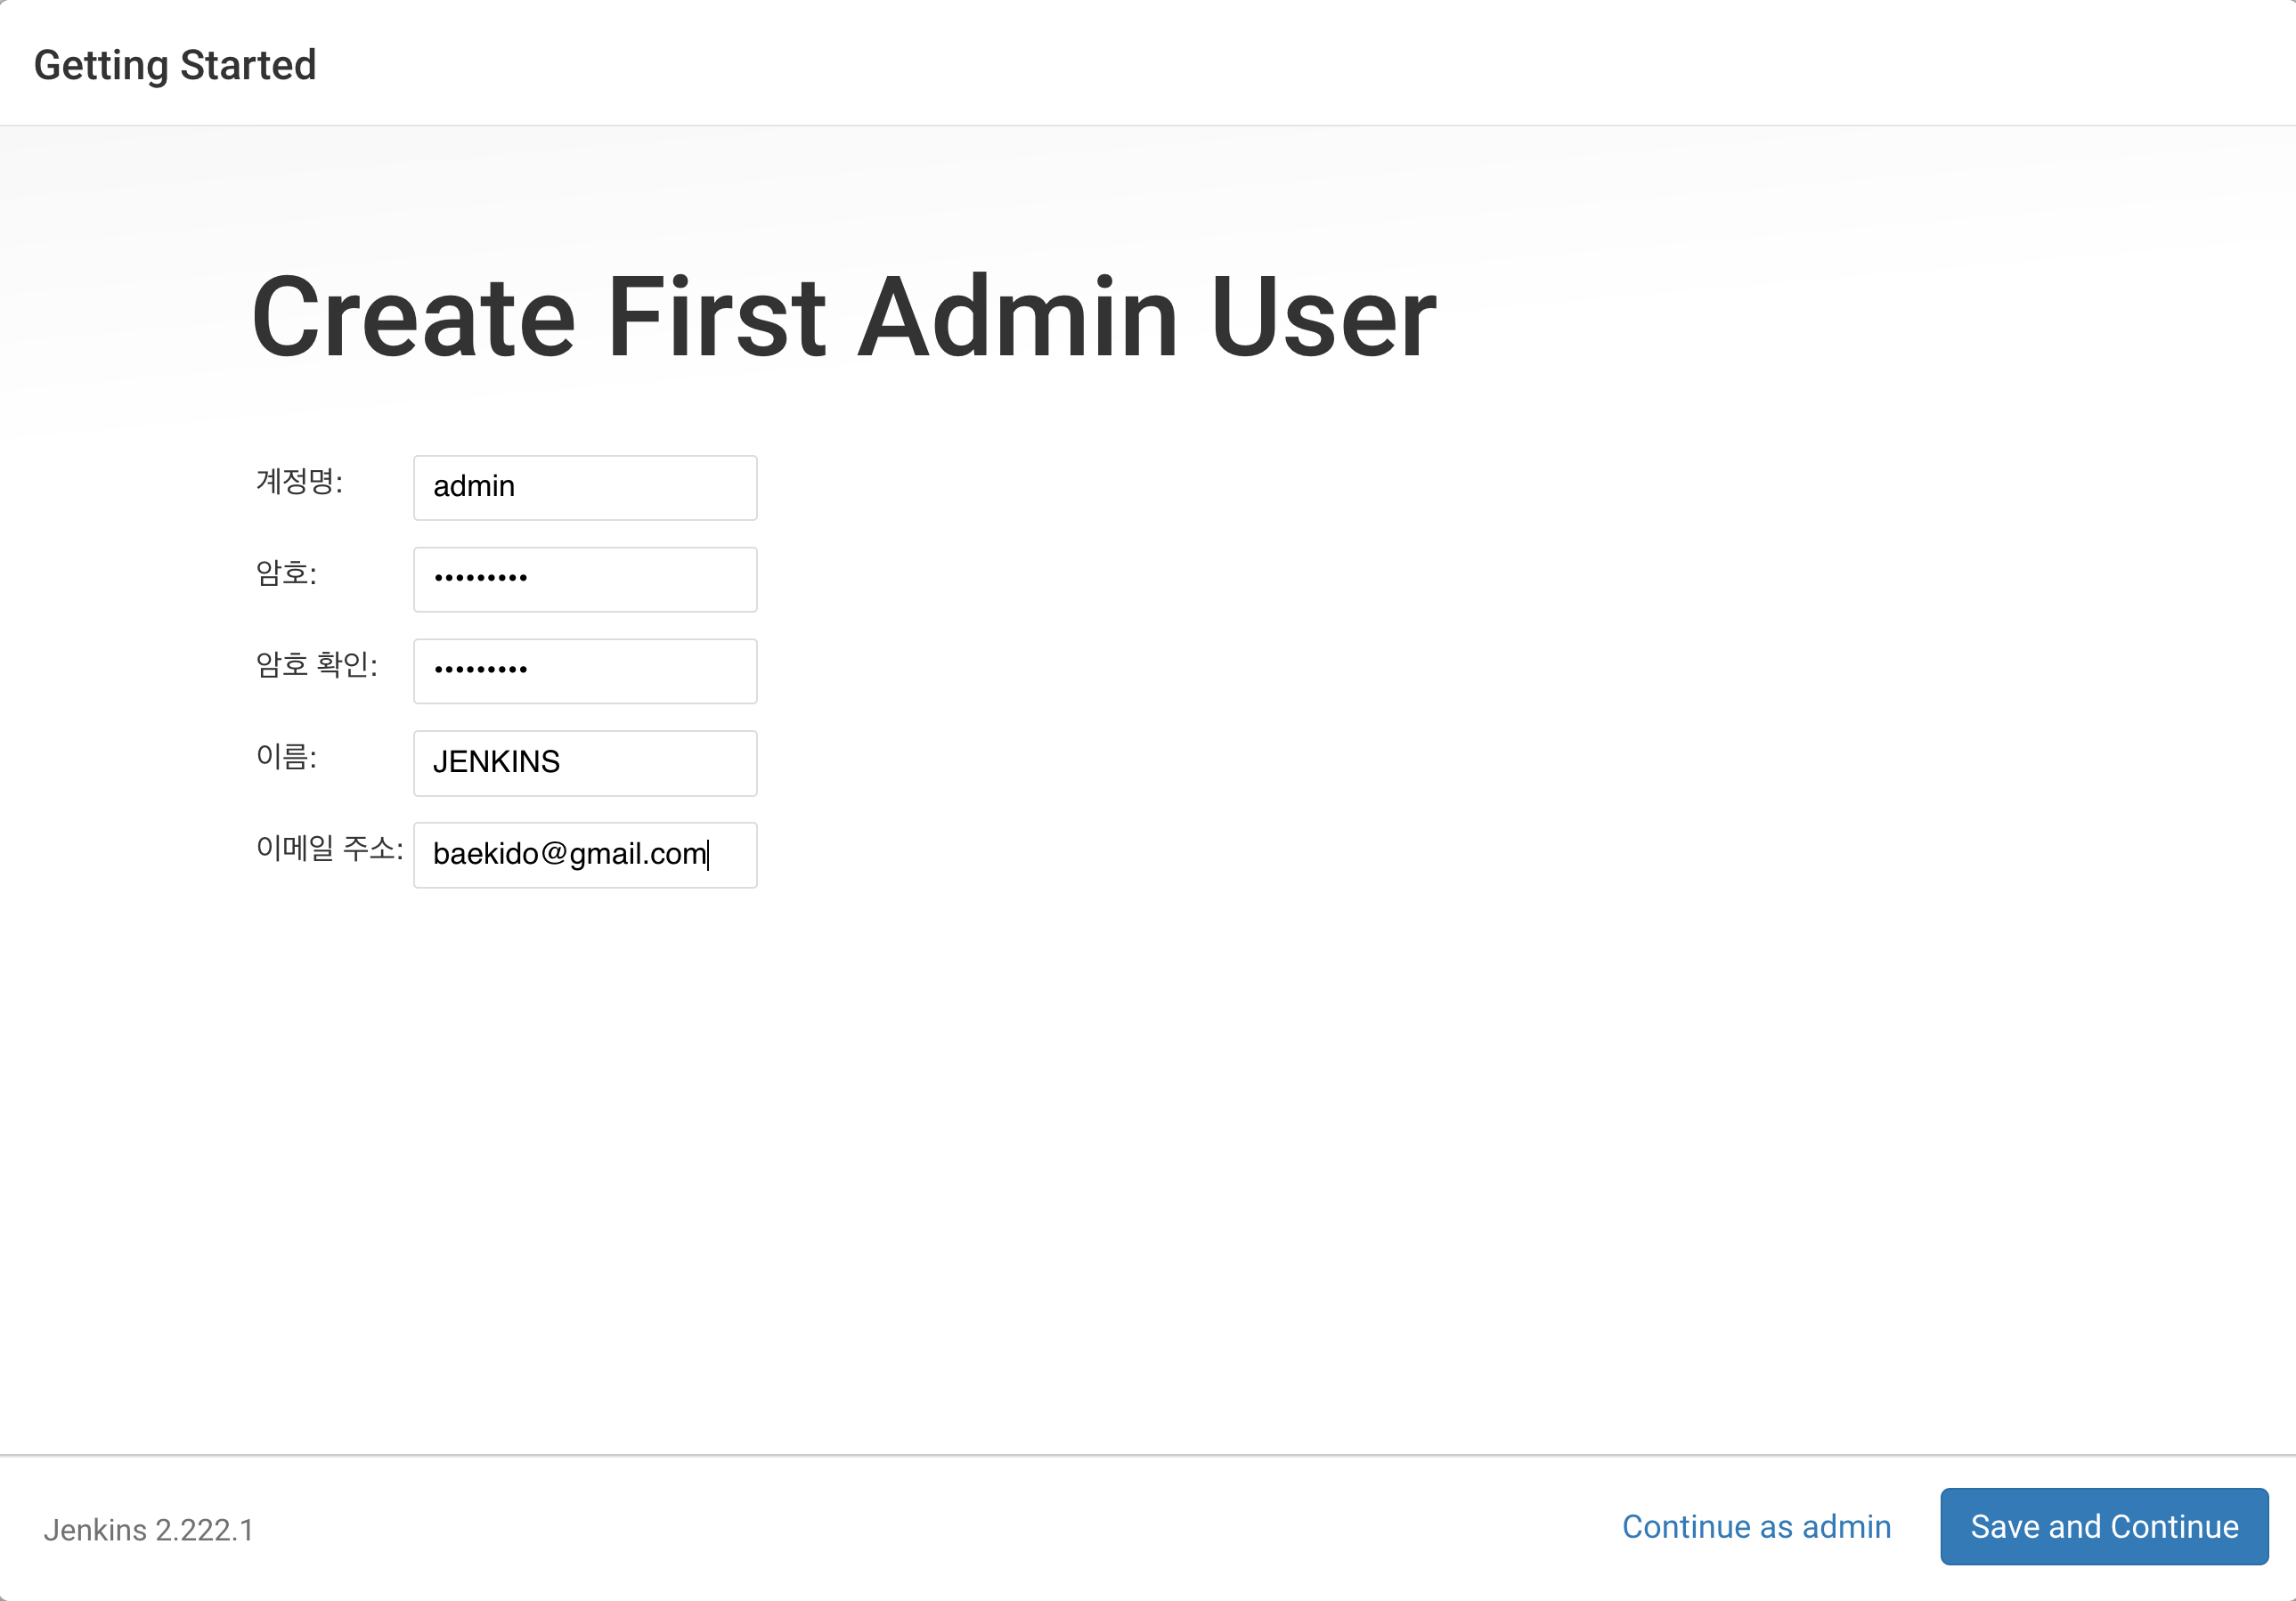 Getting Started
Create First Admin User
계정명: admin
암호: •••••••••
암호 확인: •••••••••
이름: JENKINS
이메일 주소: baekido@gmail.com
Jenkins 2.222.1 Continue as admin Save and Continue